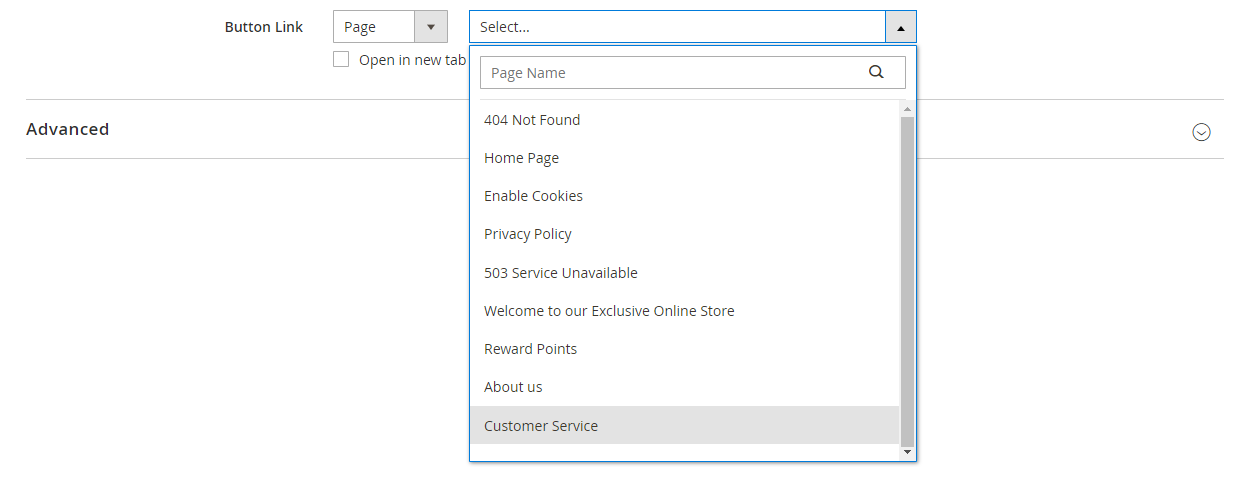 Button Link Page Select...
Open in new tab
Page Name
Advanced
404 Not Found
Home Page
Enable Cookies
Privacy Policy
503 Service Unavailable
Welcome to our Exclusive Online Store
Reward Points
About us
Customer Service